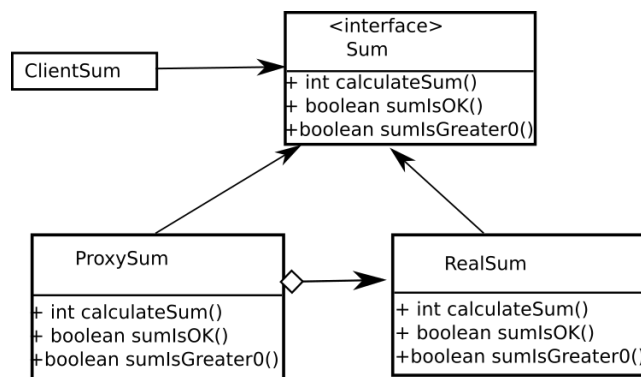 <interface>
Sum
ClientSum
+ int calculateSum()
+ boolean sumIsOK()
+boolean sumIsGreater0()
ProxySum
+ int calculateSum()
+ boolean sumIsOK()
+boolean sumIsGreater0()
RealSum
+ int calculateSum()
+ boolean sumIsOK()
+boolean sumIsGreater0()